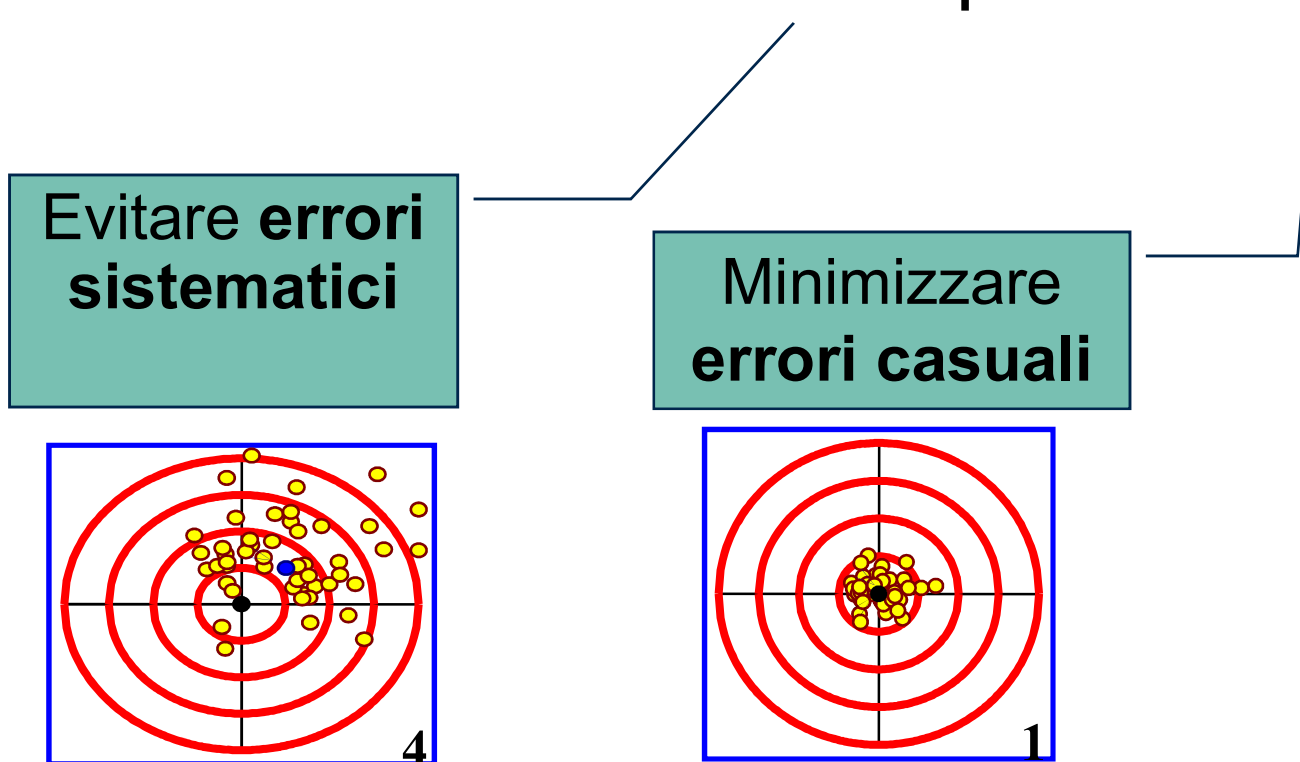 Evitare errori
sistematici
Minimizzare
errori casuali
4
1